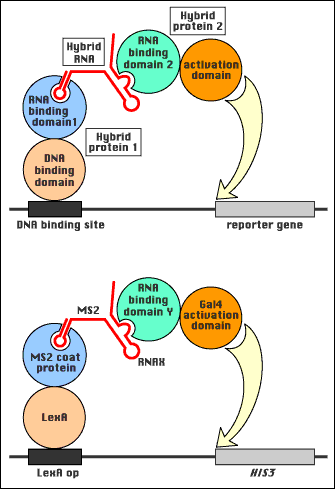 Hybrid
protein 2
Hybrid
RNA
RNA
binding
domain 2
activation
domain
RNA
binding
domain1
Hybrid
protein 1
DNA
binding
domain
DNA binding site
reporter gene
MS2
RNA
binding
domain Y
Gal4
activation
domain
RNAX
MS2 coat
protein
LexA
LexA op
HIS3